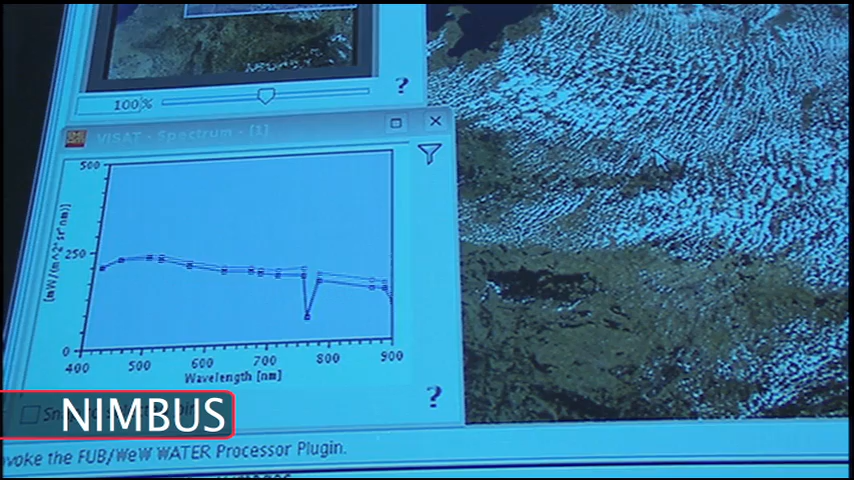 100%
?
VISAT - Spectrum - [1]
500
250
0
[mW/(m^2*sr*nm)]
400 500 600 700 800 900
Wavelength [nm]
?
NIMBUS
the FUB/WeW WATER Processor Plugin.